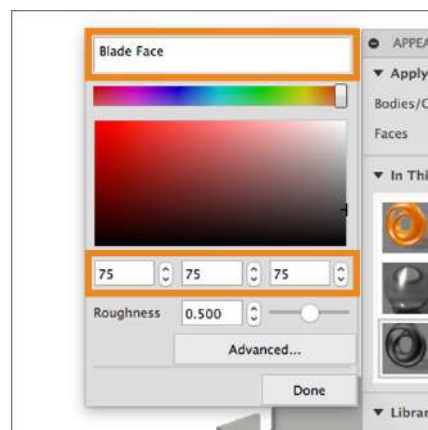 Blade Face
APPEA
Apply
Bodies/C
Faces
In Thi
75 75 75
Roughness 0.500
Advanced...
Done
Librar